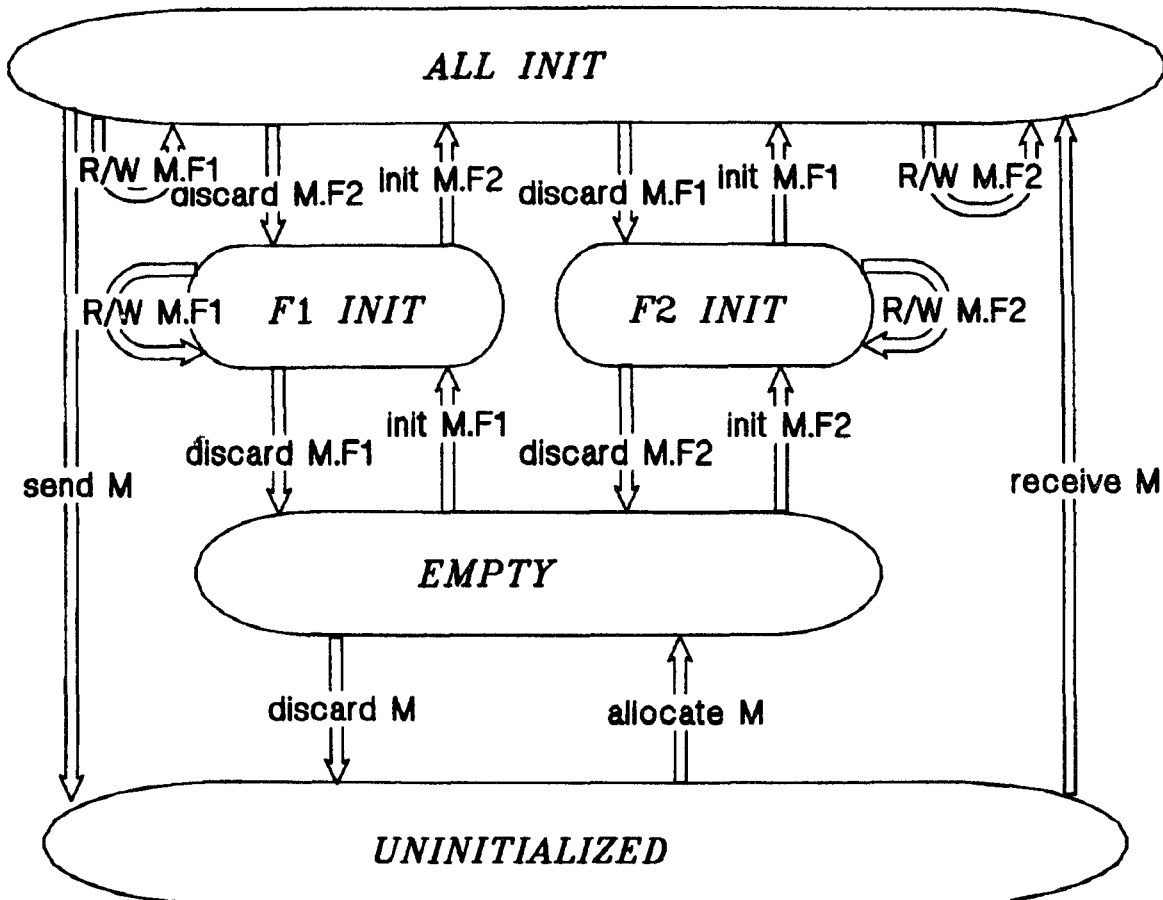 ALL INIT
R/W M.F1
discard M.F2
init M.F2
discard M.F1
init M.F1
R/W M.F2
R/W M.F1
F1 INIT
F2 INIT
R/W M.F2
discard M.F1
init M.F1
discard M.F2
init M.F2
send M
receive M
EMPTY
discard M
allocate M
UNINITIALIZED